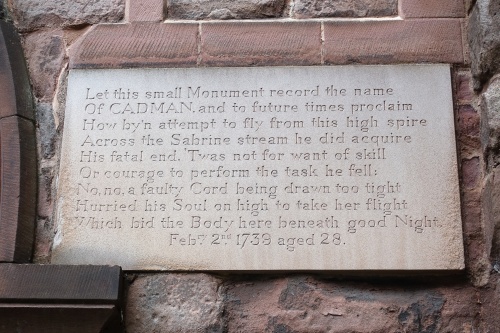 Let this small Monument record the name
Of CADMAN, and to future times proclaim
How by'n attempt to fly from this high spire
Across the Sabrine stream he did acquire
His fatal end. 'Twas not for want of skill
Or courage to perform the task he fell:
No, no, a faulty Cord being drawn too tight
Hurried his Soul on high to take her flight
Which bid the Body here beneath good Night.
Feb.ry 2nd 1739 aged 28.